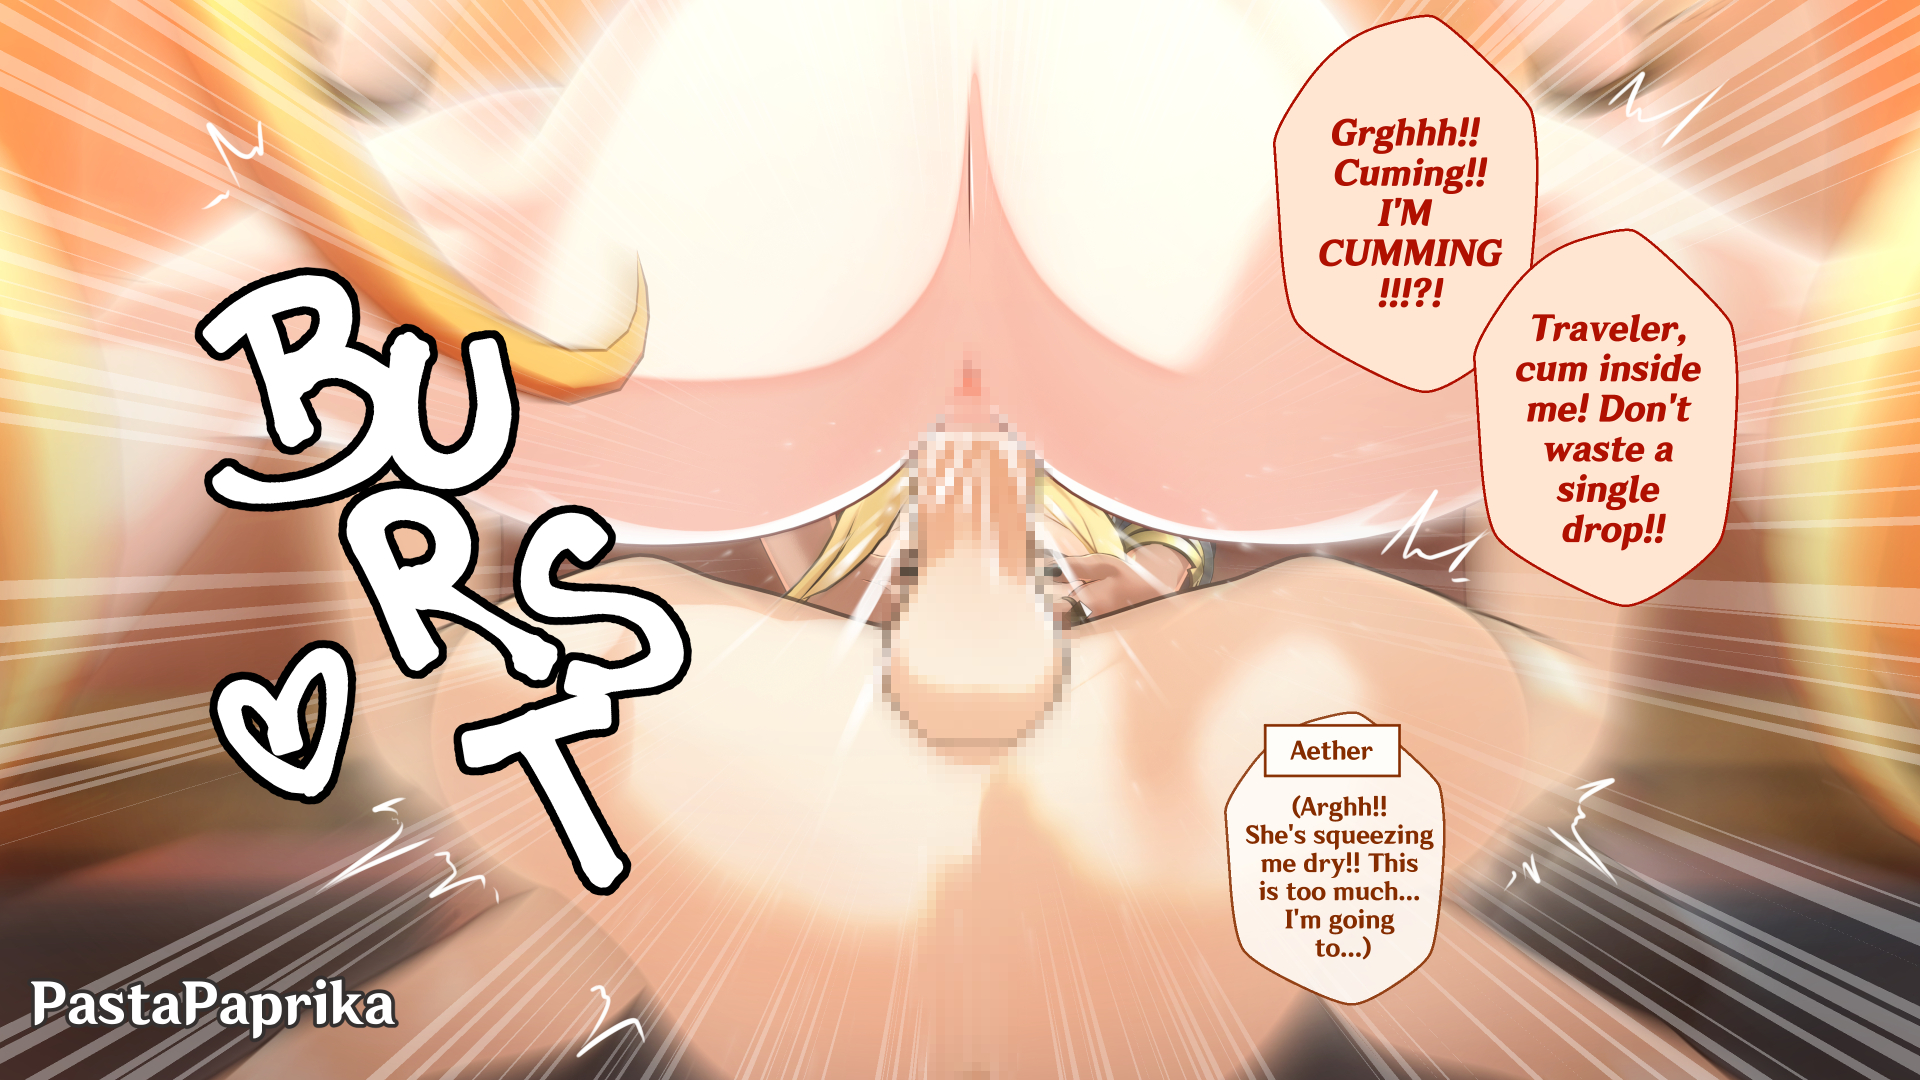 Grghhh!!
Cuming!!
I'M
CUMMING
!!!?!
Traveler,
cum inside
me! Don't
waste a
single
drop!!
BURST
Aether
(Arghh!!
She's squeezing
me dry!! This
is too much...
I'm going
to...)
PastaPaprika